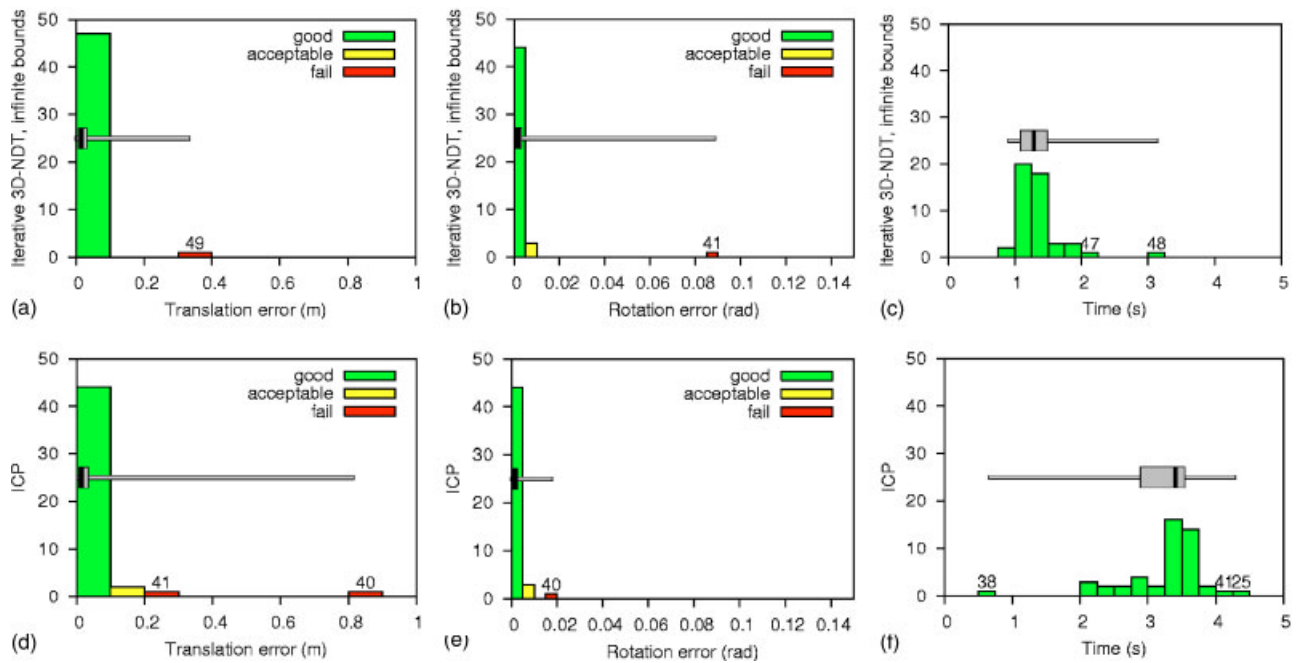 Iterative 3D-NDT, infinite bounds
50
40
30
20
10
0
good
acceptable
fail
49
0 0.2 0.4 0.6 0.8 1
(a) Translation error (m)
Iterative 3D-NDT, infinite bounds
50
40
30
20
10
0
good
acceptable
fail
41
0 0.02 0.04 0.06 0.08 0.1 0.12 0.14
(b) Rotation error (rad)
Iterative 3D-NDT, infinite bounds
50
40
30
20
10
0
47 48
0 1 2 3 4 5
(c) Time (s)
ICP
50
40
30
20
10
0
good
acceptable
fail
41 40
0 0.2 0.4 0.6 0.8 1
(d) Translation error (m)
ICP
50
40
30
20
10
0
good
acceptable
fail
40
0 0.02 0.04 0.06 0.08 0.1 0.12 0.14
(e) Rotation error (rad)
ICP
50
40
30
20
10
0
38 4125
0 1 2 3 4 5
(f) Time (s)